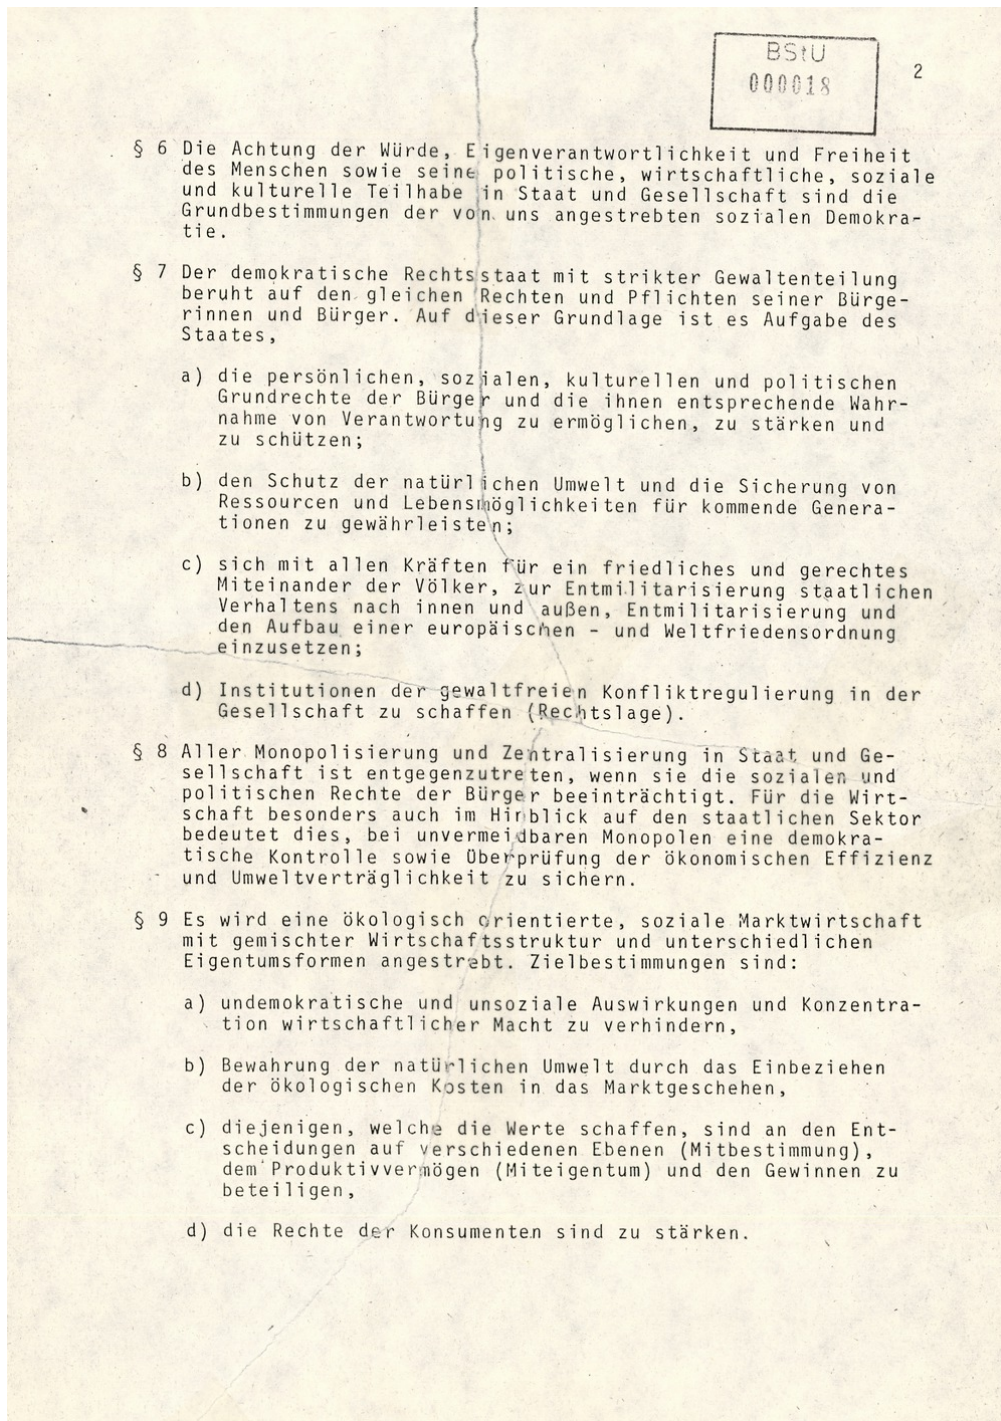 BStU
000018
2
§ 6 Die Achtung der Würde, Eigenverantwortlichkeit und Freiheit
des Menschen sowie seine politische, wirtschaftliche, soziale
und kulturelle Teilhabe in Staat und Gesellschaft sind die
Grundbestimmungen der von uns angestrebten sozialen Demokra-
tie.
§ 7 Der demokratische Rechtsstaat mit strikter Gewaltenteilung
beruht auf den gleichen Rechten und Pflichten seiner Bürge-
rinnen und Bürger. Auf dieser Grundlage ist es Aufgabe des
Staates,
a) die persönlichen, sozialen, kulturellen und politischen
Grundrechte der Bürger und die ihnen entsprechende Wahr-
nahme von Verantwortung zu ermöglichen, zu stärken und
zu schützen;
b) den Schutz der natürlichen Umwelt und die Sicherung von
Ressourcen und Lebensmöglichkeiten für kommende Genera-
tionen zu gewährleisten;
c) sich mit allen Kräften für ein friedliches und gerechtes
Miteinander der Völker, zur Entmilitarisierung staatlichen
Verhaltens nach innen und außen, Entmilitarisierung und
den Aufbau einer europäischen - und Weltfriedensordnung
einzusetzen;
d) Institutionen der gewaltfreien Konfliktregulierung in der
Gesellschaft zu schaffen (Rechtslage).
§ 8 Aller Monopolisierung und Zentralisierung in Staat und Ge-
sellschaft ist entgegenzutreten, wenn sie die sozialen und
politischen Rechte der Bürger beeinträchtigt. Für die Wirt-
schaft besonders auch im Hinblick auf den staatlichen Sektor
bedeutet dies, bei unvermeidbaren Monopolen eine demokra-
tische Kontrolle sowie Überprüfung der ökonomischen Effizienz
und Umweltverträglichkeit zu sichern.
§ 9 Es wird eine ökologisch orientierte, soziale Marktwirtschaft
mit gemischter Wirtschaftsstruktur und unterschiedlichen
Eigentumsformen angestrebt. Zielbestimmungen sind:
a) undemokratische und unsoziale Auswirkungen und Konzentra-
tion wirtschaftlicher Macht zu verhindern,
b) Bewahrung der natürlichen Umwelt durch das Einbeziehen
der ökologischen Kosten in das Marktgeschehen,
c) diejenigen, welche die Werte schaffen, sind an den Ent-
scheidungen auf verschiedenen Ebenen (Mitbestimmung),
dem Produktivvermögen (Miteigentum) und den Gewinnen zu
beteiligen,
d) die Rechte der Konsumenten sind zu stärken.